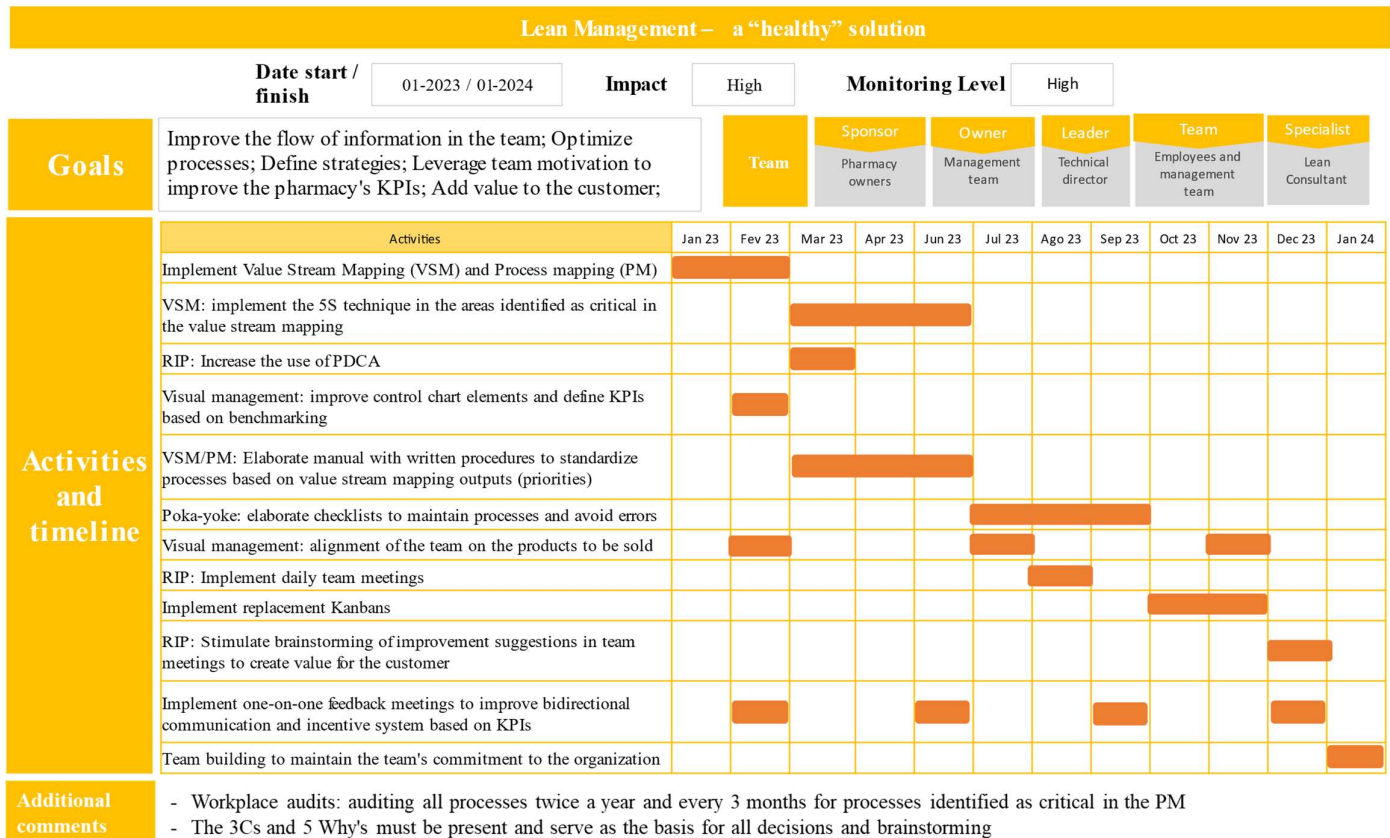 Lean Management – a “healthy” solution
Date start / finish
01-2023 / 01-2024
Impact
High
Monitoring Level
High
Goals
Improve the flow of information in the team; Optimize
processes; Define strategies; Leverage team motivation to
improve the pharmacy's KPIs; Add value to the customer;
Team
Sponsor
Pharmacy
owners
Owner
Management
team
Leader
Technical
director
Team
Employees and
management
team
Specialist
Lean
Consultant
Activities
and
timeline
Activities Jan 23 Fev 23 Mar 23 Apr 23 Jun 23 Jul 23 Ago 23 Sep 23 Oct 23 Nov 23 Dec 23 Jan 24
Implement Value Stream Mapping (VSM) and Process mapping (PM)
VSM: implement the 5S technique in the areas identified as critical in
the value stream mapping
RIP: Increase the use of PDCA
Visual management: improve control chart elements and define KPIs
based on benchmarking
VSM/PM: Elaborate manual with written procedures to standardize
processes based on value stream mapping outputs (priorities)
Poka-yoke: elaborate checklists to maintain processes and avoid errors
Visual management: alignment of the team on the products to be sold
RIP: Implement daily team meetings
Implement replacement Kanbans
RIP: Stimulate brainstorming of improvement suggestions in team
meetings to create value for the customer
Implement one-on-one feedback meetings to improve bidirectional
communication and incentive system based on KPIs
Team building to maintain the team's commitment to the organization
Additional
comments
- Workplace audits: auditing all processes twice a year and every 3 months for processes identified as critical in the PM
- The 3Cs and 5 Why's must be present and serve as the basis for all decisions and brainstorming